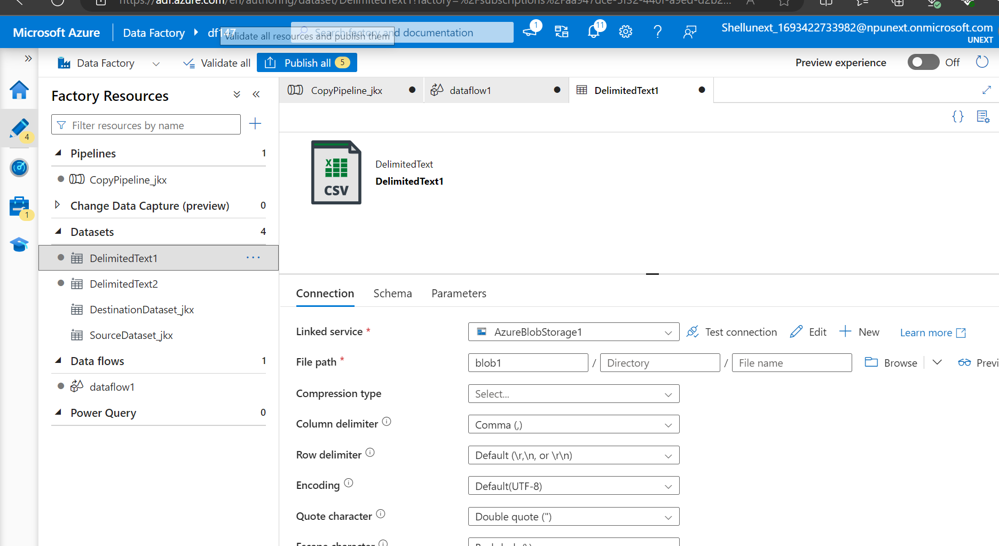 https://adf.azure.com/en/authoring/dataset/DelimitedText1?factory=%2Fsubscriptions%2Faa947dce-5f32-440f-a9ed-d2b2...
Microsoft Azure
Data Factory
df147
Search factory and documentation
Validate all resources and publish them
1
11
Shellunext_1693422733982@npunext.onmicrosoft.com
UNEXT
Data Factory
Validate all
Publish all 5
Preview experience
Off
Factory Resources
Filter resources by name
4
1
Pipelines 1
CopyPipeline_jkx
Change Data Capture (preview) 0
Datasets 4
DelimitedText1 ...
DelimitedText2
DestinationDataset_jkx
SourceDataset_jkx
Data flows 1
dataflow1
Power Query 0
CopyPipeline_jkx
dataflow1
DelimitedText1
{}
X
CSV
DelimitedText
DelimitedText1
Connection Schema Parameters
Linked service * AzureBlobStorage1 Test connection Edit New Learn more
File path * blob1 / Directory / File name Browse Previ
Compression type Select...
Column delimiter Comma (,)
Row delimiter Default (\r,\n, or \r\n)
Encoding Default(UTF-8)
Quote character Double quote (")
Escape character